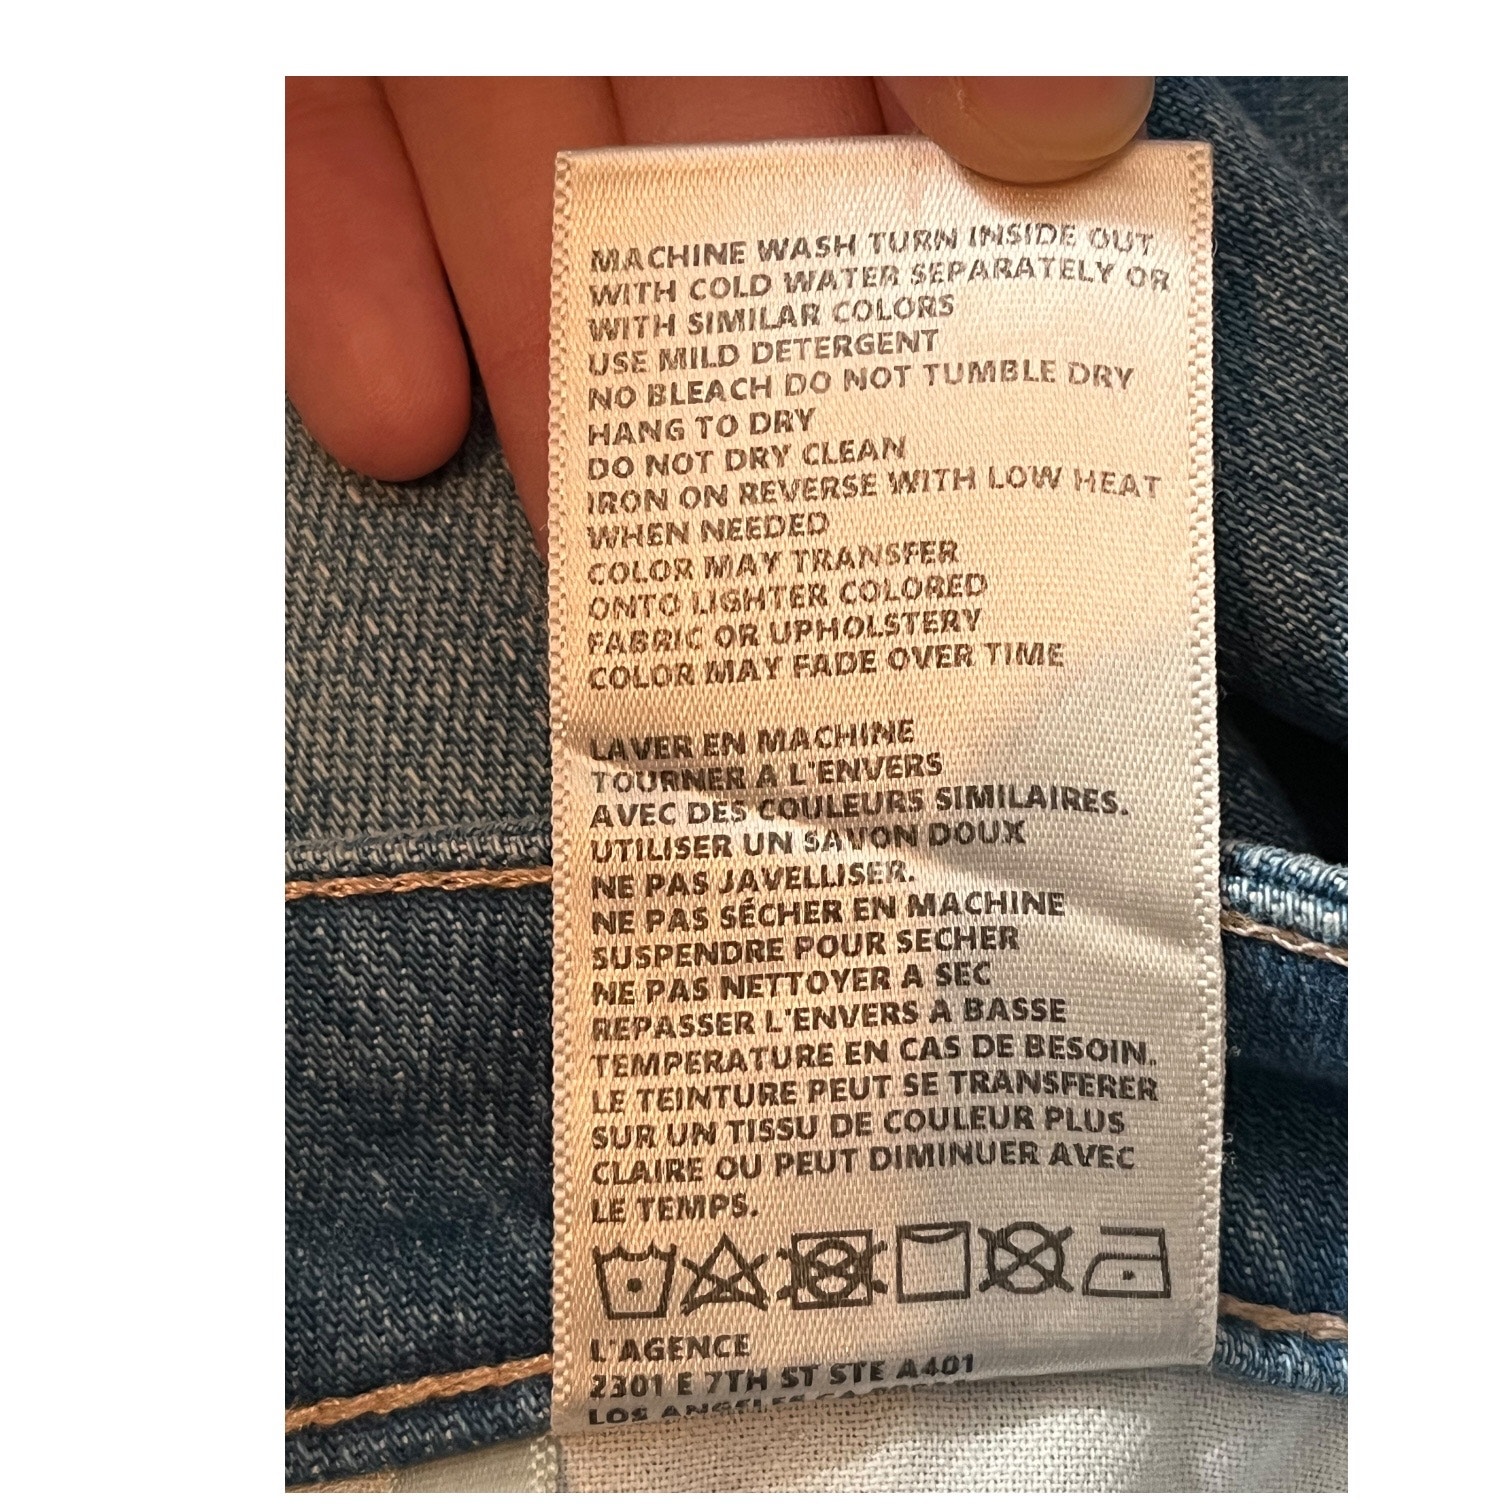 MACHINE WASH TURN INSIDE OUT
WITH COLD WATER SEPARATELY OR
WITH SIMILAR COLORS
USE MILD DETERGENT
NO BLEACH DO NOT TUMBLE DRY
HANG TO DRY
DO NOT DRY CLEAN
IRON ON REVERSE WITH LOW HEAT
WHEN NEEDED
COLOR MAY TRANSFER
ONTO LIGHTER COLORED
FABRIC OR UPHOLSTERY
COLOR MAY FADE OVER TIME
LAVER EN MACHINE
TOURNER A L'ENVERS
AVEC DES COULEURS SIMILAIRES.
UTILISER UN SAVON DOUX
NE PAS JAVELLISER.
NE PAS SÉCHER EN MACHINE
SUSPENDRE POUR SECHER
NE PAS NETTOYER A SEC
REPASSER L'ENVERS A BASSE
TEMPERATURE EN CAS DE BESOIN.
LE TEINTURE PEUT SE TRANSFERER
SUR UN TISSU DE COULEUR PLUS
CLAIRE OU PEUT DIMINUER AVEC
LE TEMPS.
L'AGENCE
2301 E 7TH ST STE A401
LOS ANGELES CA